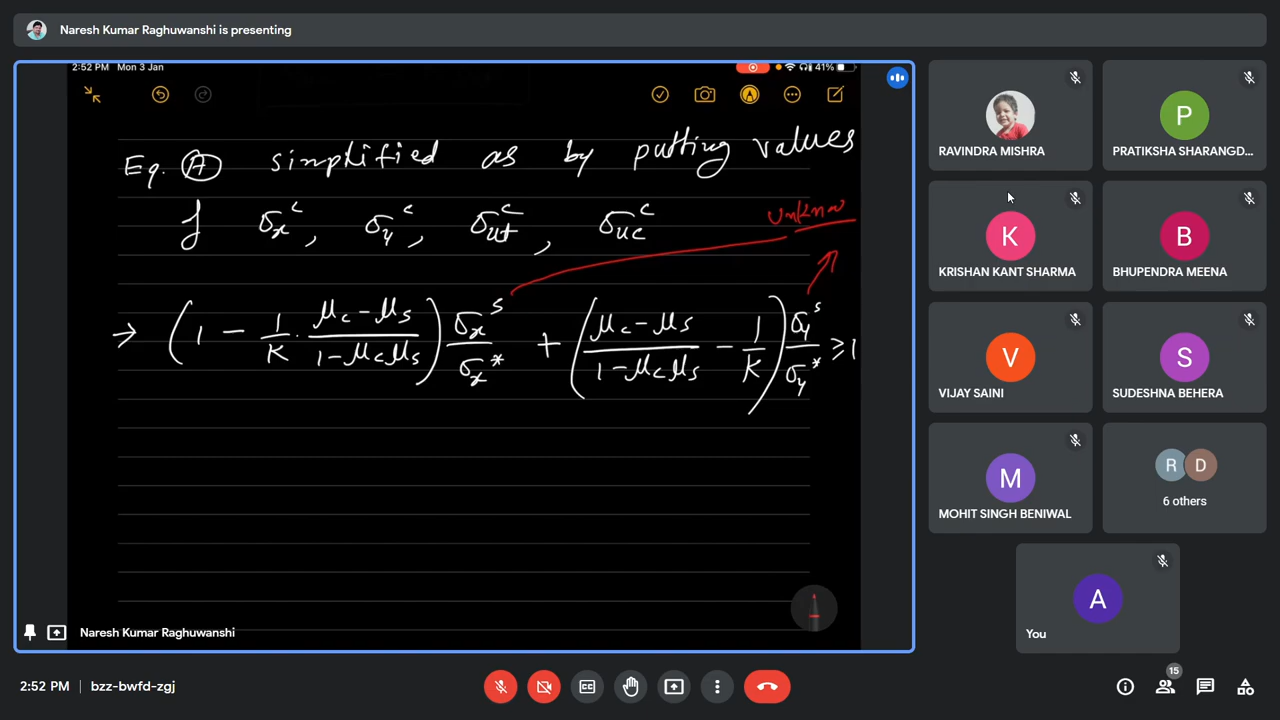 Naresh Kumar Raghuwanshi is presenting
2:52 PM Mon 3 Jan
41%
Eq. (A) simplified as by putting values
of σx^c, σy^c, σut^c, σuc^c
unknown
→ (1 - 1/K · (μc - μs)/(1 - μcμs)) σx^s/σx* + ((μc - μs)/(1 - μcμs) - 1/K) σy^s/σy* ≥ 1
Naresh Kumar Raghuwanshi
RAVINDRA MISHRA
P
PRATIKSHA SHARANGD...
K
KRISHAN KANT SHARMA
B
BHUPENDRA MEENA
V
VIJAY SAINI
S
SUDESHNA BEHERA
M
MOHIT SINGH BENIWAL
R D
6 others
A
You
2:52 PM | bzz-bwfd-zgj
CC
15